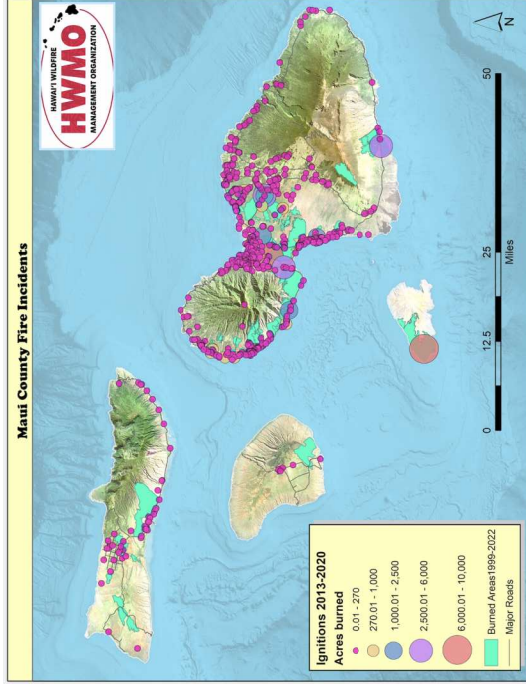 Maui County Fire Incidents
HAWAI'I WILDFIRE
HWMO
MANAGEMENT ORGANIZATION
N
Ignitions 2013-2020
Acres burned
0.01 - 270
270.01 - 1,000
1,000.01 - 2,500
2,500.01 - 6,000
6,000.01 - 10,000
Burned Areas1999-2022
Major Roads
0 12.5 25 50
Miles